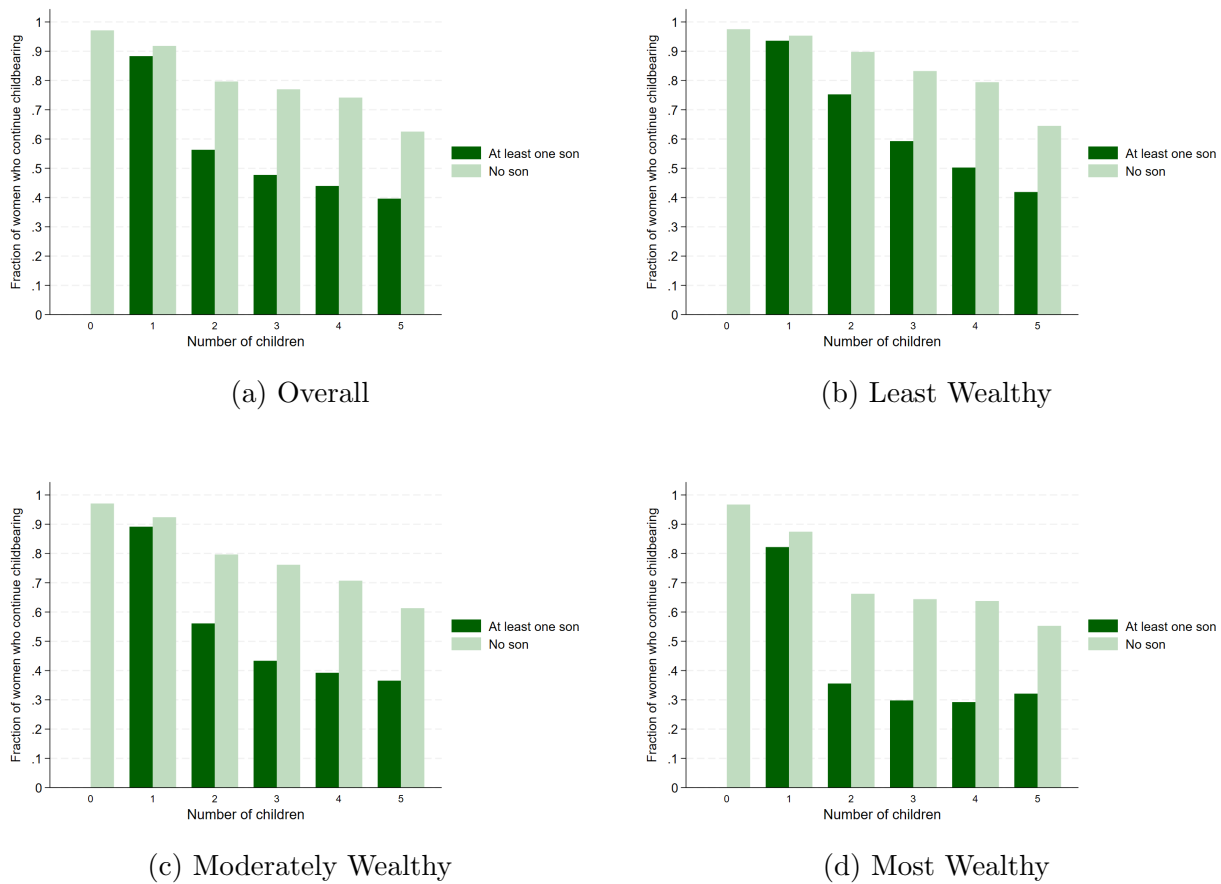 Fraction of women who continue childbearing
1
.9
.8
.7
.6
.5
.4
.3
.2
.1
0
0 1 2 3 4 5
Number of children
At least one son
No son
(a) Overall
Fraction of women who continue childbearing
1
.9
.8
.7
.6
.5
.4
.3
.2
.1
0
0 1 2 3 4 5
Number of children
At least one son
No son
(b) Least Wealthy
Fraction of women who continue childbearing
1
.9
.8
.7
.6
.5
.4
.3
.2
.1
0
0 1 2 3 4 5
Number of children
At least one son
No son
(c) Moderately Wealthy
Fraction of women who continue childbearing
1
.9
.8
.7
.6
.5
.4
.3
.2
.1
0
0 1 2 3 4 5
Number of children
At least one son
No son
(d) Most Wealthy